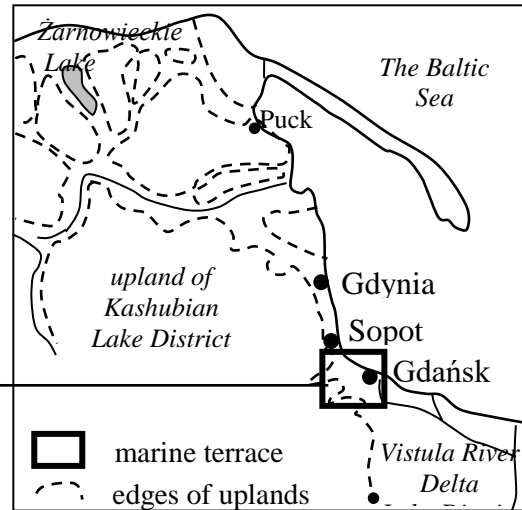 Żarnowieckie
Lake
The Baltic
Sea
Puck
upland of
Kashubian
Lake District
Gdynia
Sopot
Gdańsk
marine terrace
edges of uplands
Vistula River
Delta